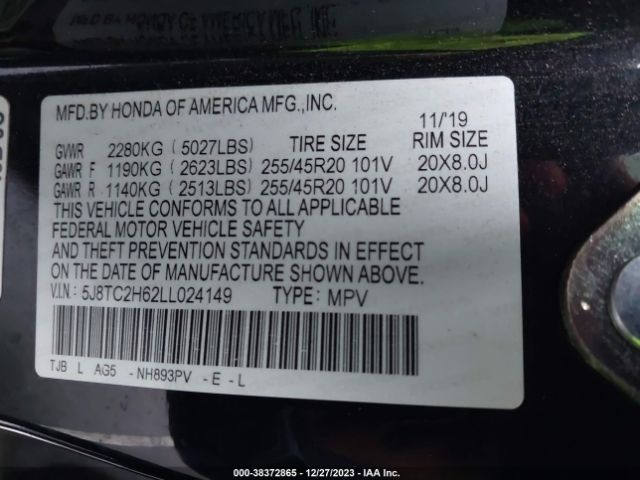 MFD.BY HONDA OF AMERICA MFG.,INC.
11/'19
GVWR 2280KG ( 5027LBS) TIRE SIZE RIM SIZE
GAWR F 1190KG ( 2623LBS) 255/45R20 101V 20X8.0J
GAWR R 1140KG ( 2513LBS) 255/45R20 101V 20X8.0J
THIS VEHICLE CONFORMS TO ALL APPLICABLE
FEDERAL MOTOR VEHICLE SAFETY
AND THEFT PREVENTION STANDARDS IN EFFECT
ON THE DATE OF MANUFACTURE SHOWN ABOVE.
V.I.N.: 5J8TC2H62LL024149 TYPE: MPV
TJB L AG5 - NH893PV - E - L
000-38372865 - 12/27/2023 - IAA Inc.